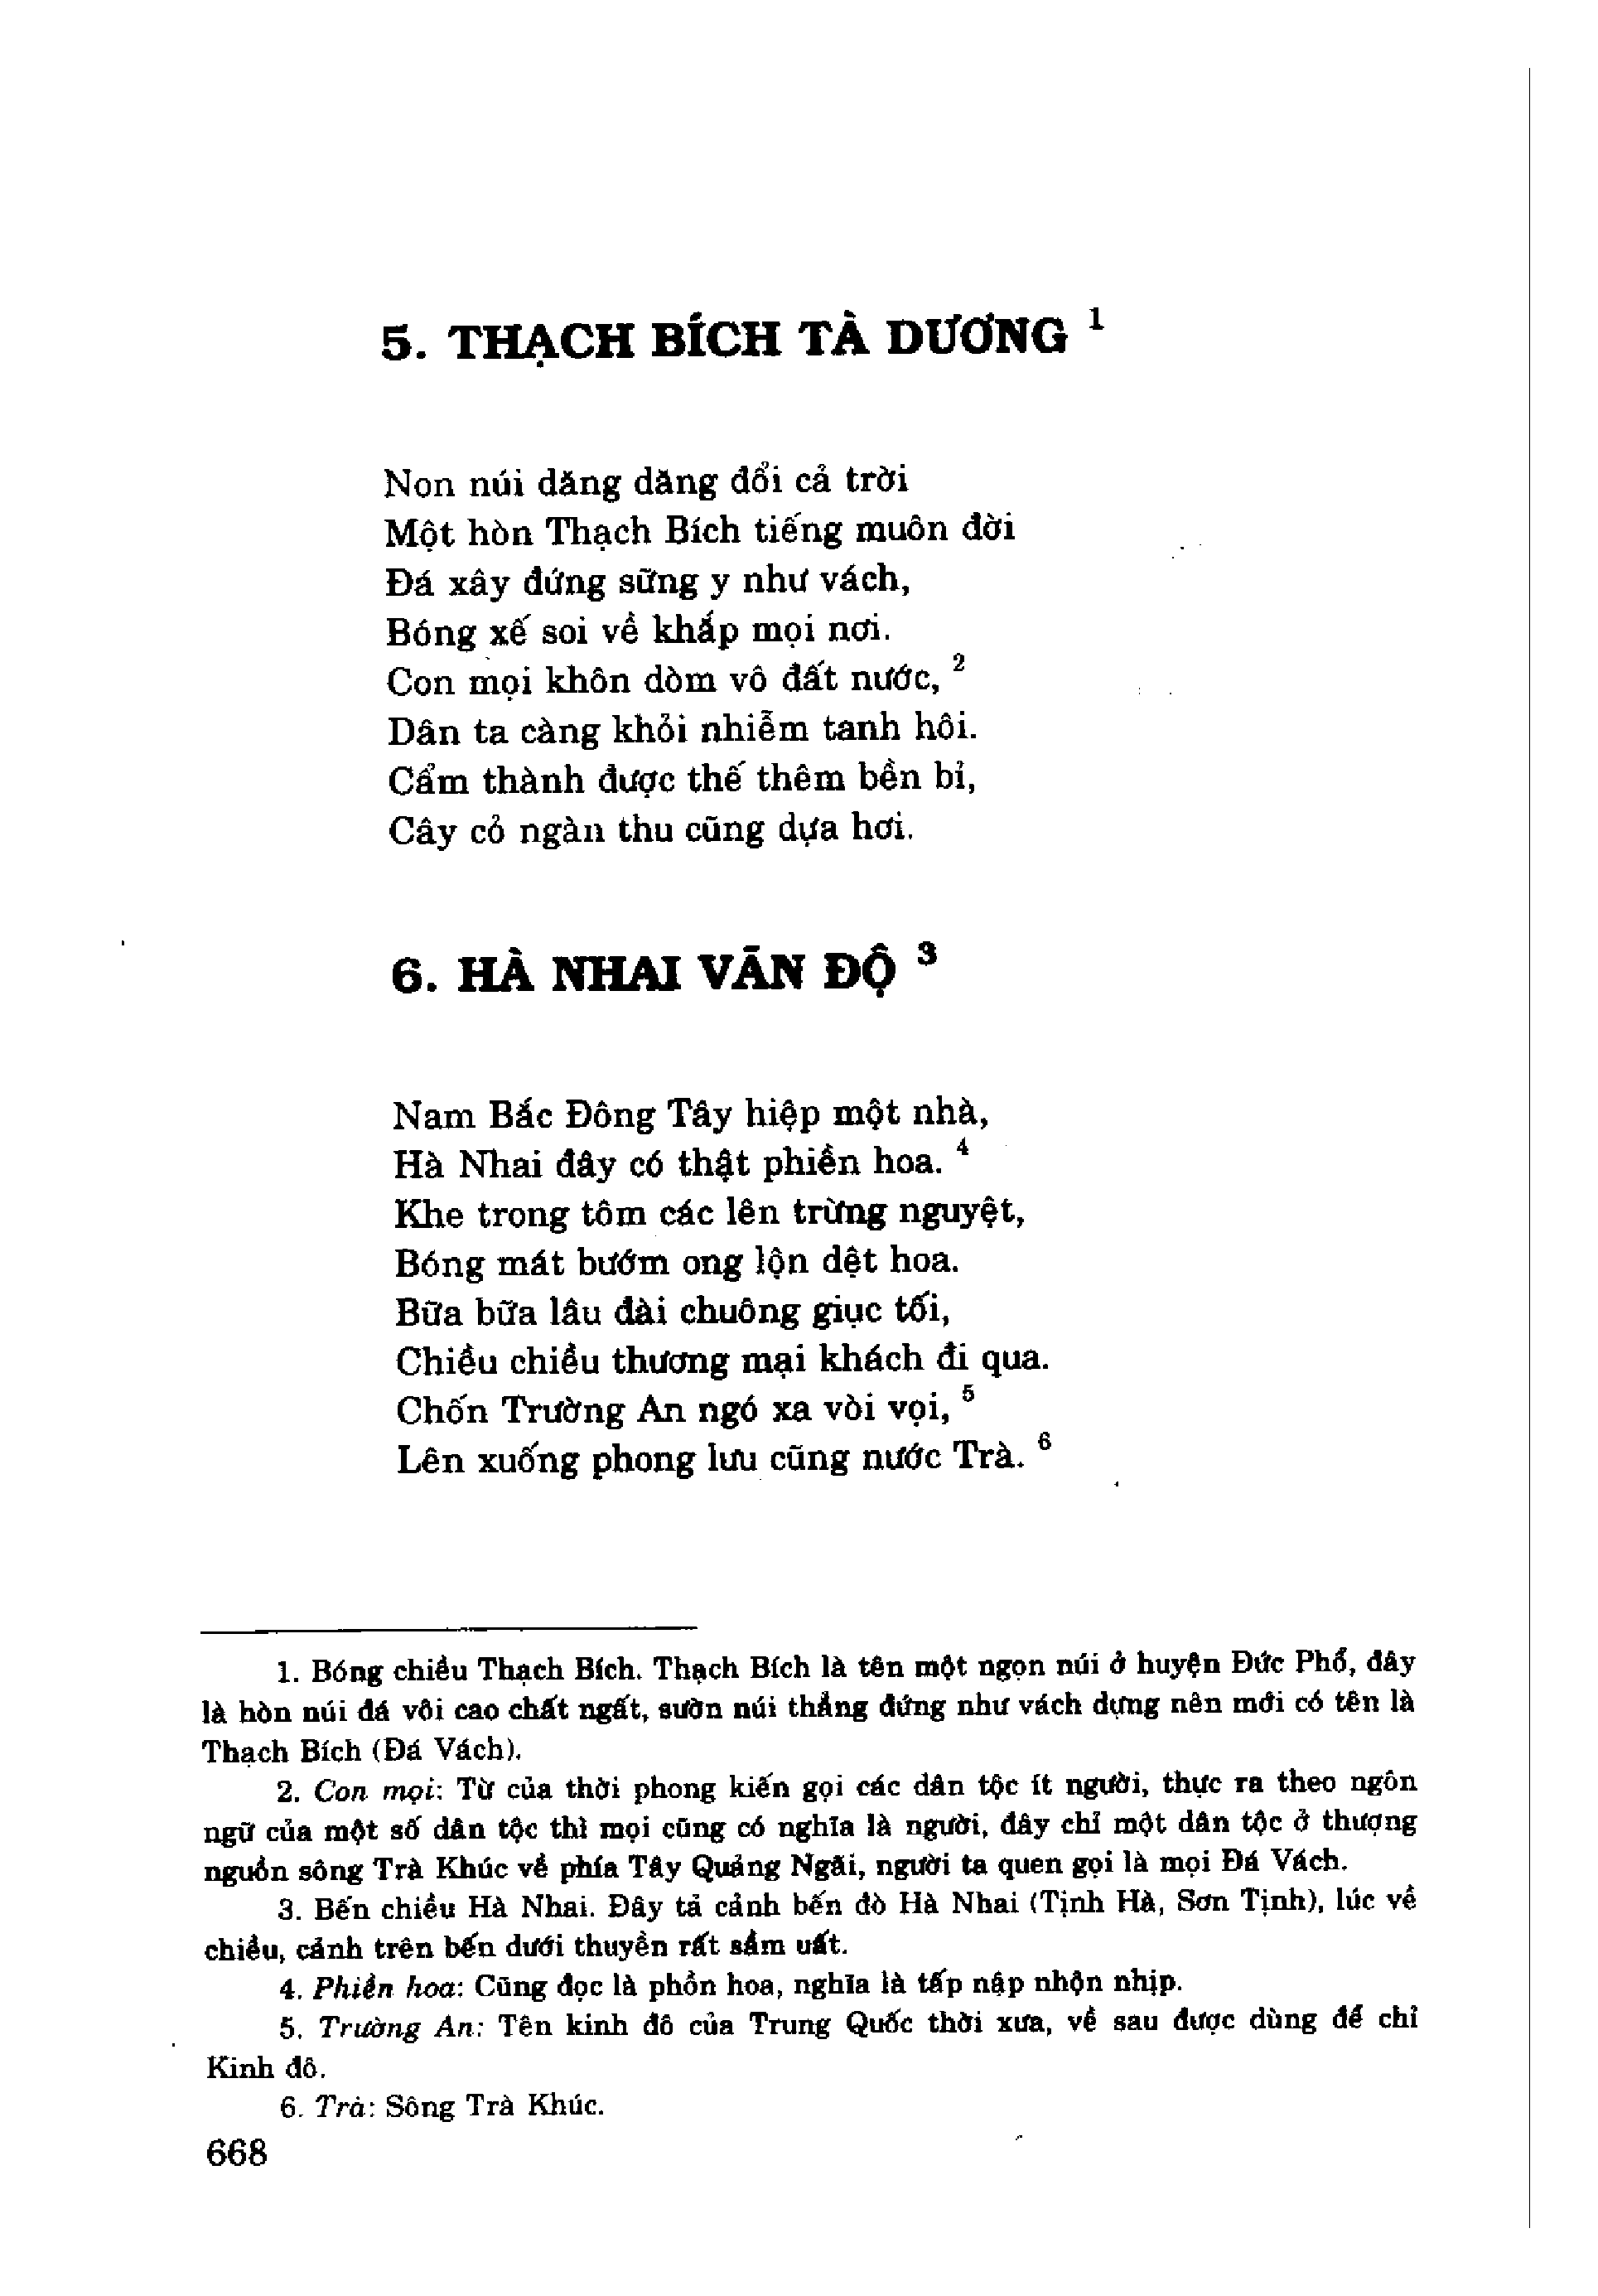 5. THẠCH BÍCH TÀ DƯƠNG ¹
Non núi dăng dăng đổi cả trời
Một hòn Thạch Bích tiếng muôn đời
Đá xây đứng sững y như vách,
Bóng xế soi về khắp mọi nơi.
Con mọi khôn dòm vô đất nước, ²
Dân ta càng khỏi nhiễm tanh hôi.
Cẩm thành được thế thêm bền bỉ,
Cây cỏ ngàn thu cũng dựa hơi.
6. HÀ NHAI VÃN ĐỘ ³
Nam Bắc Đông Tây hiệp một nhà,
Hà Nhai đây có thật phiền hoa. ⁴
Khe trong tôm các lên trừng nguyệt,
Bóng mát bướm ong lộn dệt hoa.
Bữa bữa lâu đài chuông giục tối,
Chiều chiều thương mại khách đi qua.
Chốn Trường An ngó xa vòi vọi, ⁵
Lên xuống phong lưu cũng nước Trà. ⁶
1. Bóng chiều Thạch Bích. Thạch Bích là tên một ngọn núi ở huyện Đức Phổ, đây
là hòn núi đá vôi cao chất ngất, sườn núi thẳng đứng như vách dựng nên mới có tên là
Thạch Bích (Đá Vách).
2. Con mọi: Từ của thời phong kiến gọi các dân tộc ít người, thực ra theo ngôn
ngữ của một số dân tộc thì mọi cũng có nghĩa là người, đây chỉ một dân tộc ở thượng
nguồn sông Trà Khúc về phía Tây Quảng Ngãi, người ta quen gọi là mọi Đá Vách.
3. Bến chiều Hà Nhai. Đây tả cảnh bến đò Hà Nhai (Tịnh Hà, Sơn Tịnh), lúc về
chiều, cảnh trên bến dưới thuyền rất sầm uất.
4. Phiền hoa: Cũng đọc là phồn hoa, nghĩa là tấp nập nhộn nhịp.
5. Trường An: Tên kinh đô của Trung Quốc thời xưa, về sau được dùng để chỉ
Kinh đô.
6. Trà: Sông Trà Khúc.
668